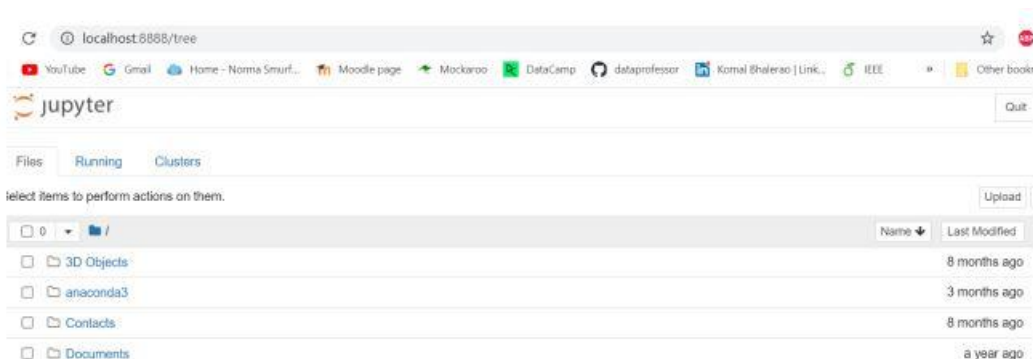 localhost:8888/tree
YouTube Gmail Home - Norma Smurf... Moodle page Mockaroo DataCamp dataprofessor Komal Bhalerao | Link... IEEE » Other book
ABP
jupyter
Quit
Files Running Clusters
elect items to perform actions on them.
Upload
0 / Name Last Modified
3D Objects 8 months ago
anaconda3 3 months ago
Contacts 8 months ago
Documents a year ago